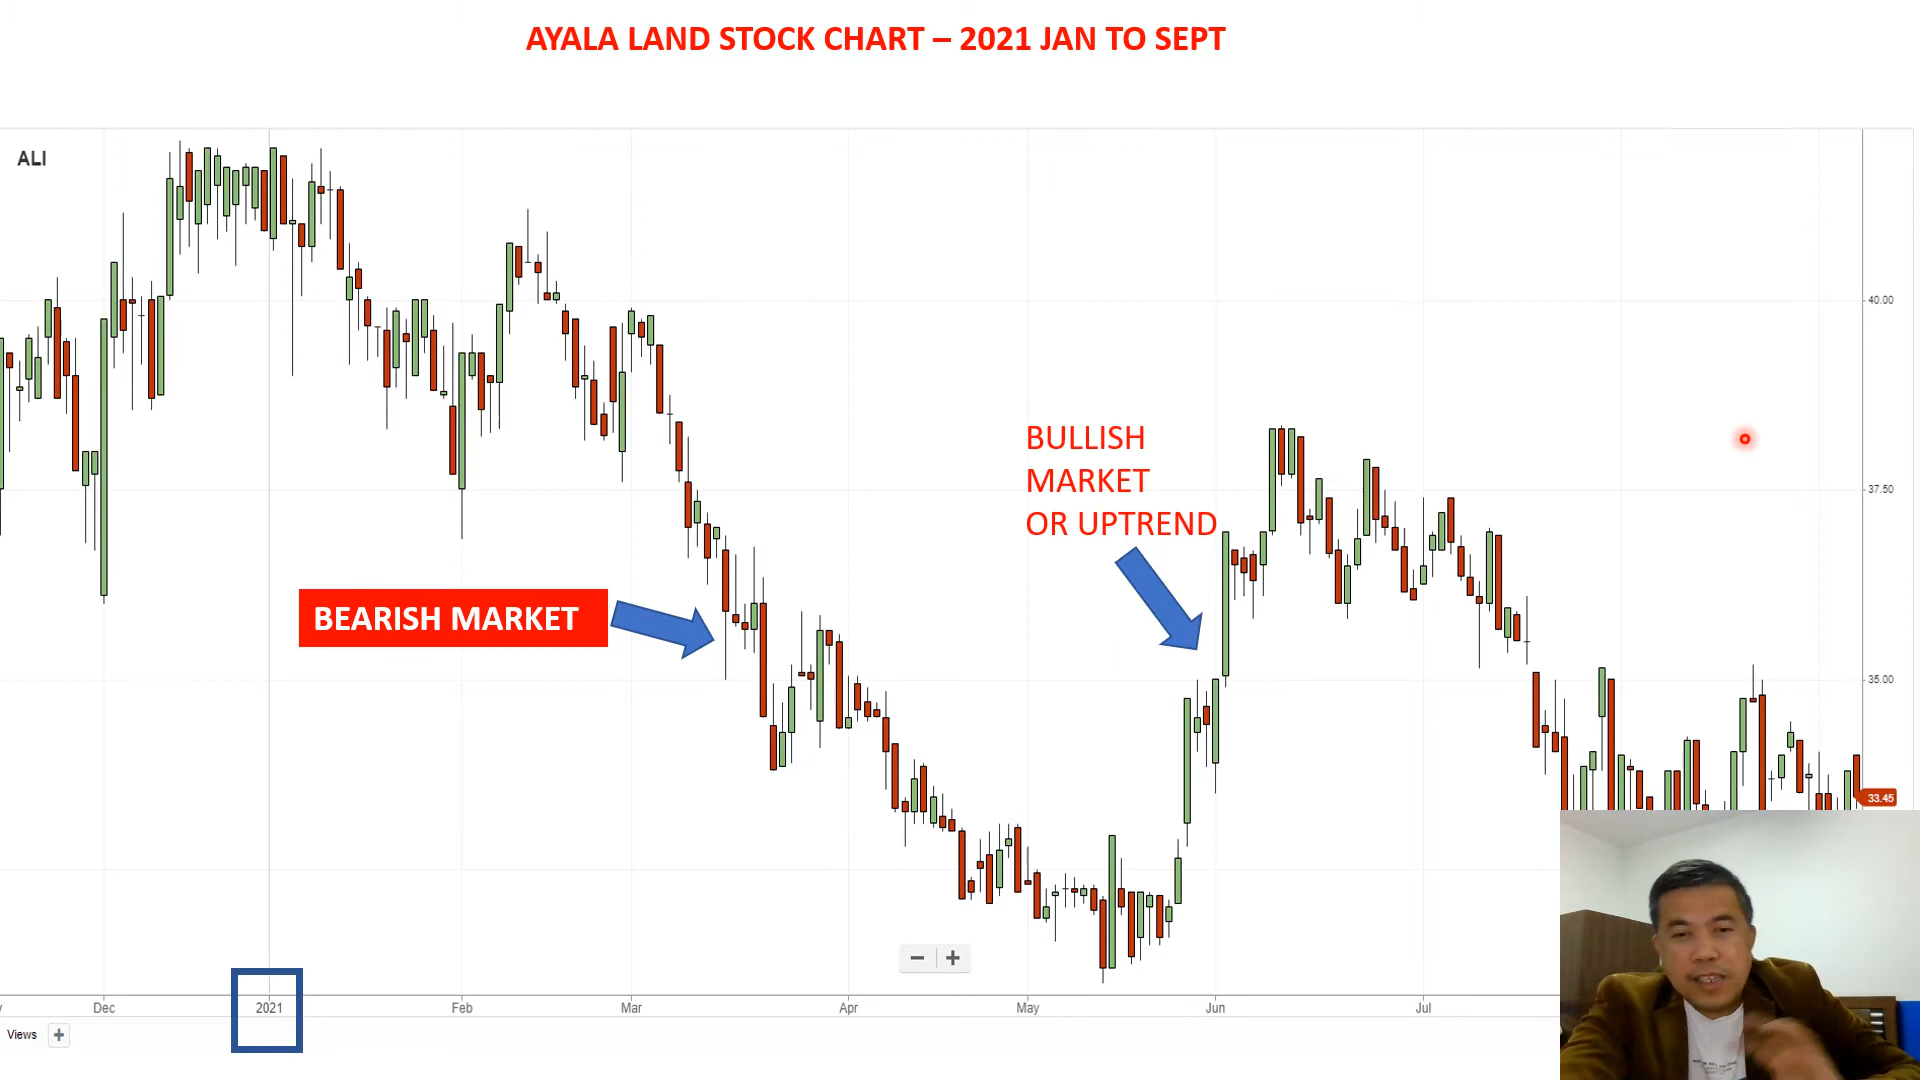 AYALA LAND STOCK CHART – 2021 JAN TO SEPT
ALI
40.00
BULLISH
MARKET
OR UPTREND
37.50
BEARISH MARKET
35.00
33.45
Dec
2021
Feb
Mar
Apr
May
Jun
Jul
Views